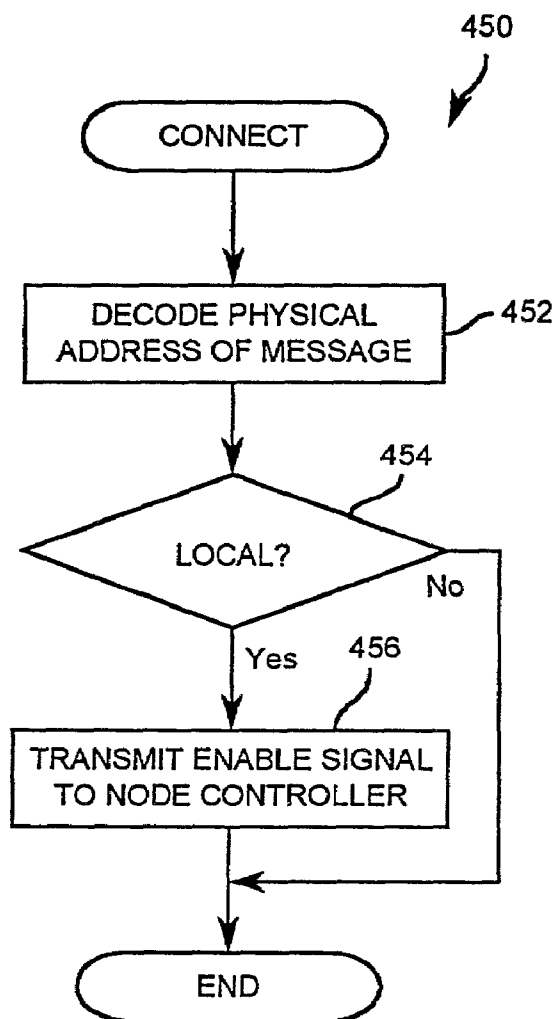 450
CONNECT
DECODE PHYSICAL
ADDRESS OF MESSAGE
452
454
LOCAL?
No
Yes
456
TRANSMIT ENABLE SIGNAL
TO NODE CONTROLLER
END